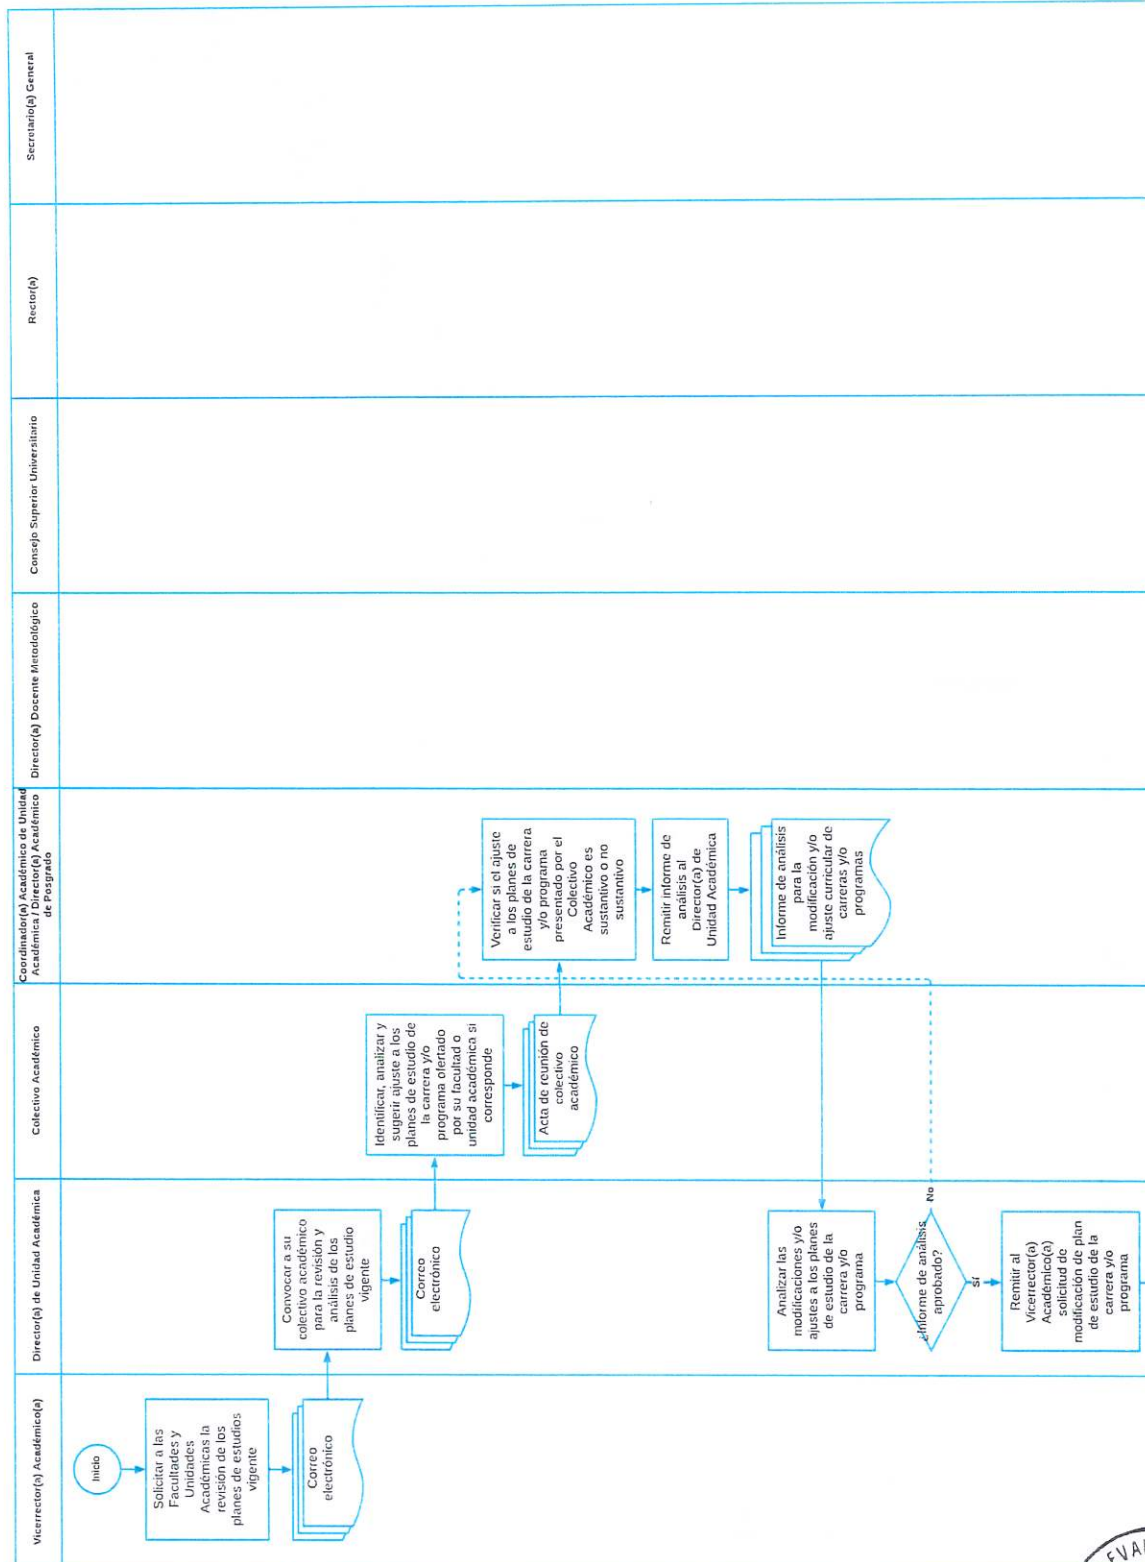 Vicerrector(a) Académico(a)
Director(a) de Unidad Académica
Colectivo Académico
Coordinador(a) Académico de Unidad
Académica / Director(a) Académico
de Posgrado
Director(a) Docente Metodológico
Consejo Superior Universitario
Rector(a)
Secretario(a) General
Inicio
Solicitar a las
Facultades y
Unidades
Académicas la
revisión de los
planes de estudios
vigente
Correo
electrónico
Convocar a su
colectivo académico
para la revisión y
análisis de los
planes de estudio
vigente
Correo
electrónico
Identificar, analizar y
sugerir ajuste a los
planes de estudio de
la carrera y/o
programa ofertado
por su facultad o
unidad académica si
corresponde
Acta de reunión de
colectivo
académico
Verificar si el ajuste
a los planes de
estudio de la carrera
y/o programa
presentado por el
Colectivo
Académico es
sustantivo o no
sustantivo
Remitir informe de
análisis al
Director(a) de
Unidad Académica
Informe de análisis
para la
modificación y/o
ajuste curricular de
carreras y/o
programas
Analizar las
modificaciones y/o
ajustes a los planes
de estudio de la
carrera y/o
programa
¿Informe de análisis
aprobado?
No
Sí
Remitir al
Vicerrector(a)
Académico(a)
solicitud de
modificación de plan
de estudio de la
carrera y/o
programa